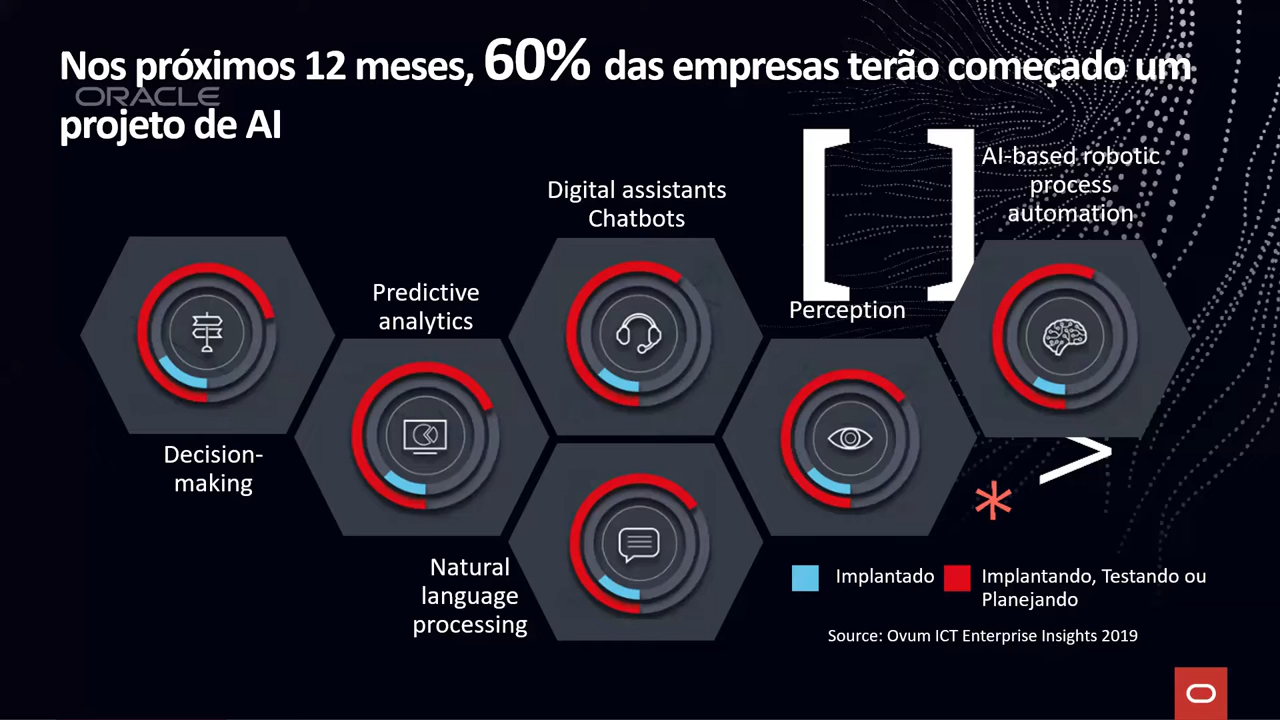 Nos próximos 12 meses, 60% das empresas terão começado um
ORACLE
projeto de AI
AI-based robotic
process
automation
Digital assistants
Chatbots
Predictive
analytics
Perception
Decision-
making
Natural
language
processing
Implantado
Implantando, Testando ou
Planejando
Source: Ovum ICT Enterprise Insights 2019